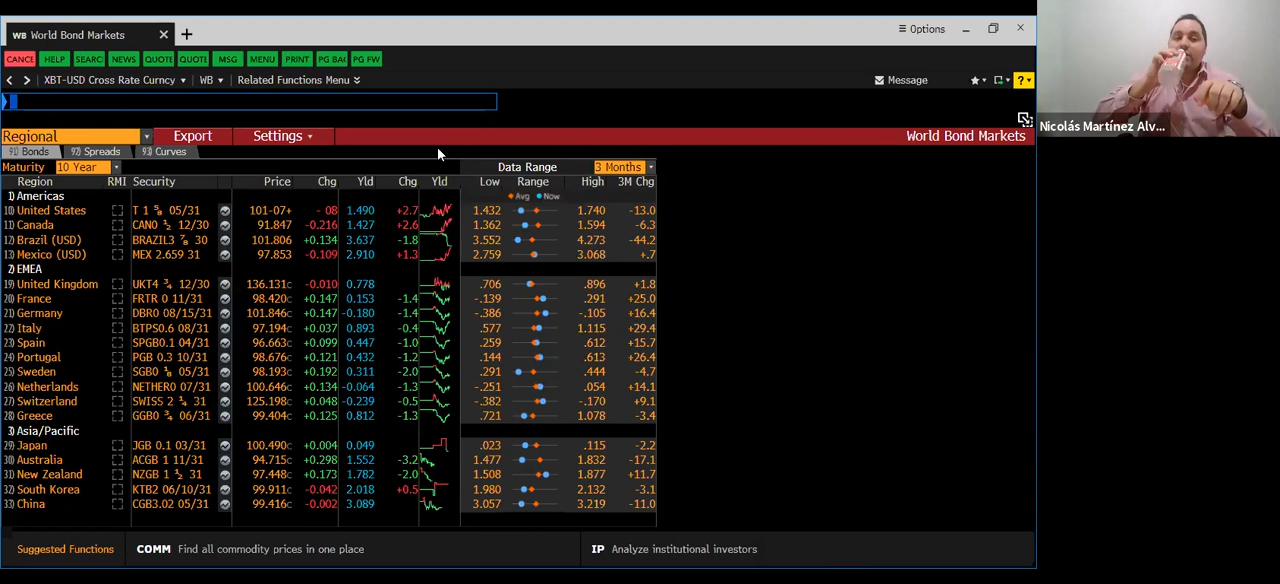 WB World Bond Markets × +
Options
CANCE HELP SEARC NEWS QUOTE QUOTE MSG MENU PRINT PG BAC PG FW
< > XBT-USD Cross Rate Curncy WB Related Functions Menu Message ?
Regional Export Settings World Bond Markets
91) Bonds 92) Spreads 93) Curves
Maturity 10 Year Data Range 3 Months
Region RMI Security Price Chg Yld Chg Yld Low Range High 3M Chg
1) Americas Avg Now
10) United States T 1 ⅝ 05/31 101-07+ - 08 1.490 +2.7 1.432 1.740 -13.0
11) Canada CAN0 ½ 12/30 91.847 -0.216 1.427 +2.6 1.362 1.594 -6.3
12) Brazil (USD) BRAZIL3 ⅞ 30 101.806 +0.134 3.637 -1.8 3.552 4.273 -44.2
13) Mexico (USD) MEX 2.659 31 97.853 -0.109 2.910 +1.3 2.759 3.068 +.7
2) EMEA
19) United Kingdom UKT4 ¾ 12/30 136.131c -0.010 0.778 .706 .896 +1.8
20) France FRTR 0 11/31 98.420c +0.147 0.153 -1.4 -.139 .291 +25.0
21) Germany DBR0 08/15/31 101.846c +0.147 -0.180 -1.4 -.386 -.105 +16.4
22) Italy BTPS0.6 08/31 97.194c +0.037 0.893 -0.4 .577 1.115 +29.4
23) Spain SPGB0.1 04/31 96.663c +0.099 0.447 -1.0 .259 .612 +15.7
24) Portugal PGB 0.3 10/31 98.676c +0.121 0.432 -1.2 .144 .613 +26.4
25) Sweden SGB0 ⅛ 05/31 98.193c +0.192 0.311 -2.0 .291 .444 -4.7
26) Netherlands NETHER0 07/31 100.646c +0.134 -0.064 -1.3 -.251 .054 +14.1
27) Switzerland SWISS 2 ¼ 31 125.198c +0.048 -0.239 -0.5 -.382 -.170 +9.1
28) Greece GGB0 ¾ 06/31 99.404c +0.125 0.812 -1.3 .721 1.078 -3.4
3) Asia/Pacific
29) Japan JGB 0.1 03/31 100.490c +0.004 0.049 .023 .115 -2.2
30) Australia ACGB 1 11/31 94.715c +0.298 1.552 -3.2 1.477 1.832 -17.1
31) New Zealand NZGB 1 ½ 31 97.448c +0.173 1.782 -2.0 1.508 1.877 +11.7
32) South Korea KTB2 06/10/31 99.911c -0.042 2.018 +0.5 1.980 2.132 -3.1
33) China CGB3.02 05/31 99.416c -0.002 3.089 3.057 3.219 -11.0
Suggested Functions COMM Find all commodity prices in one place IP Analyze institutional investors
Nicolás Martínez Alv...